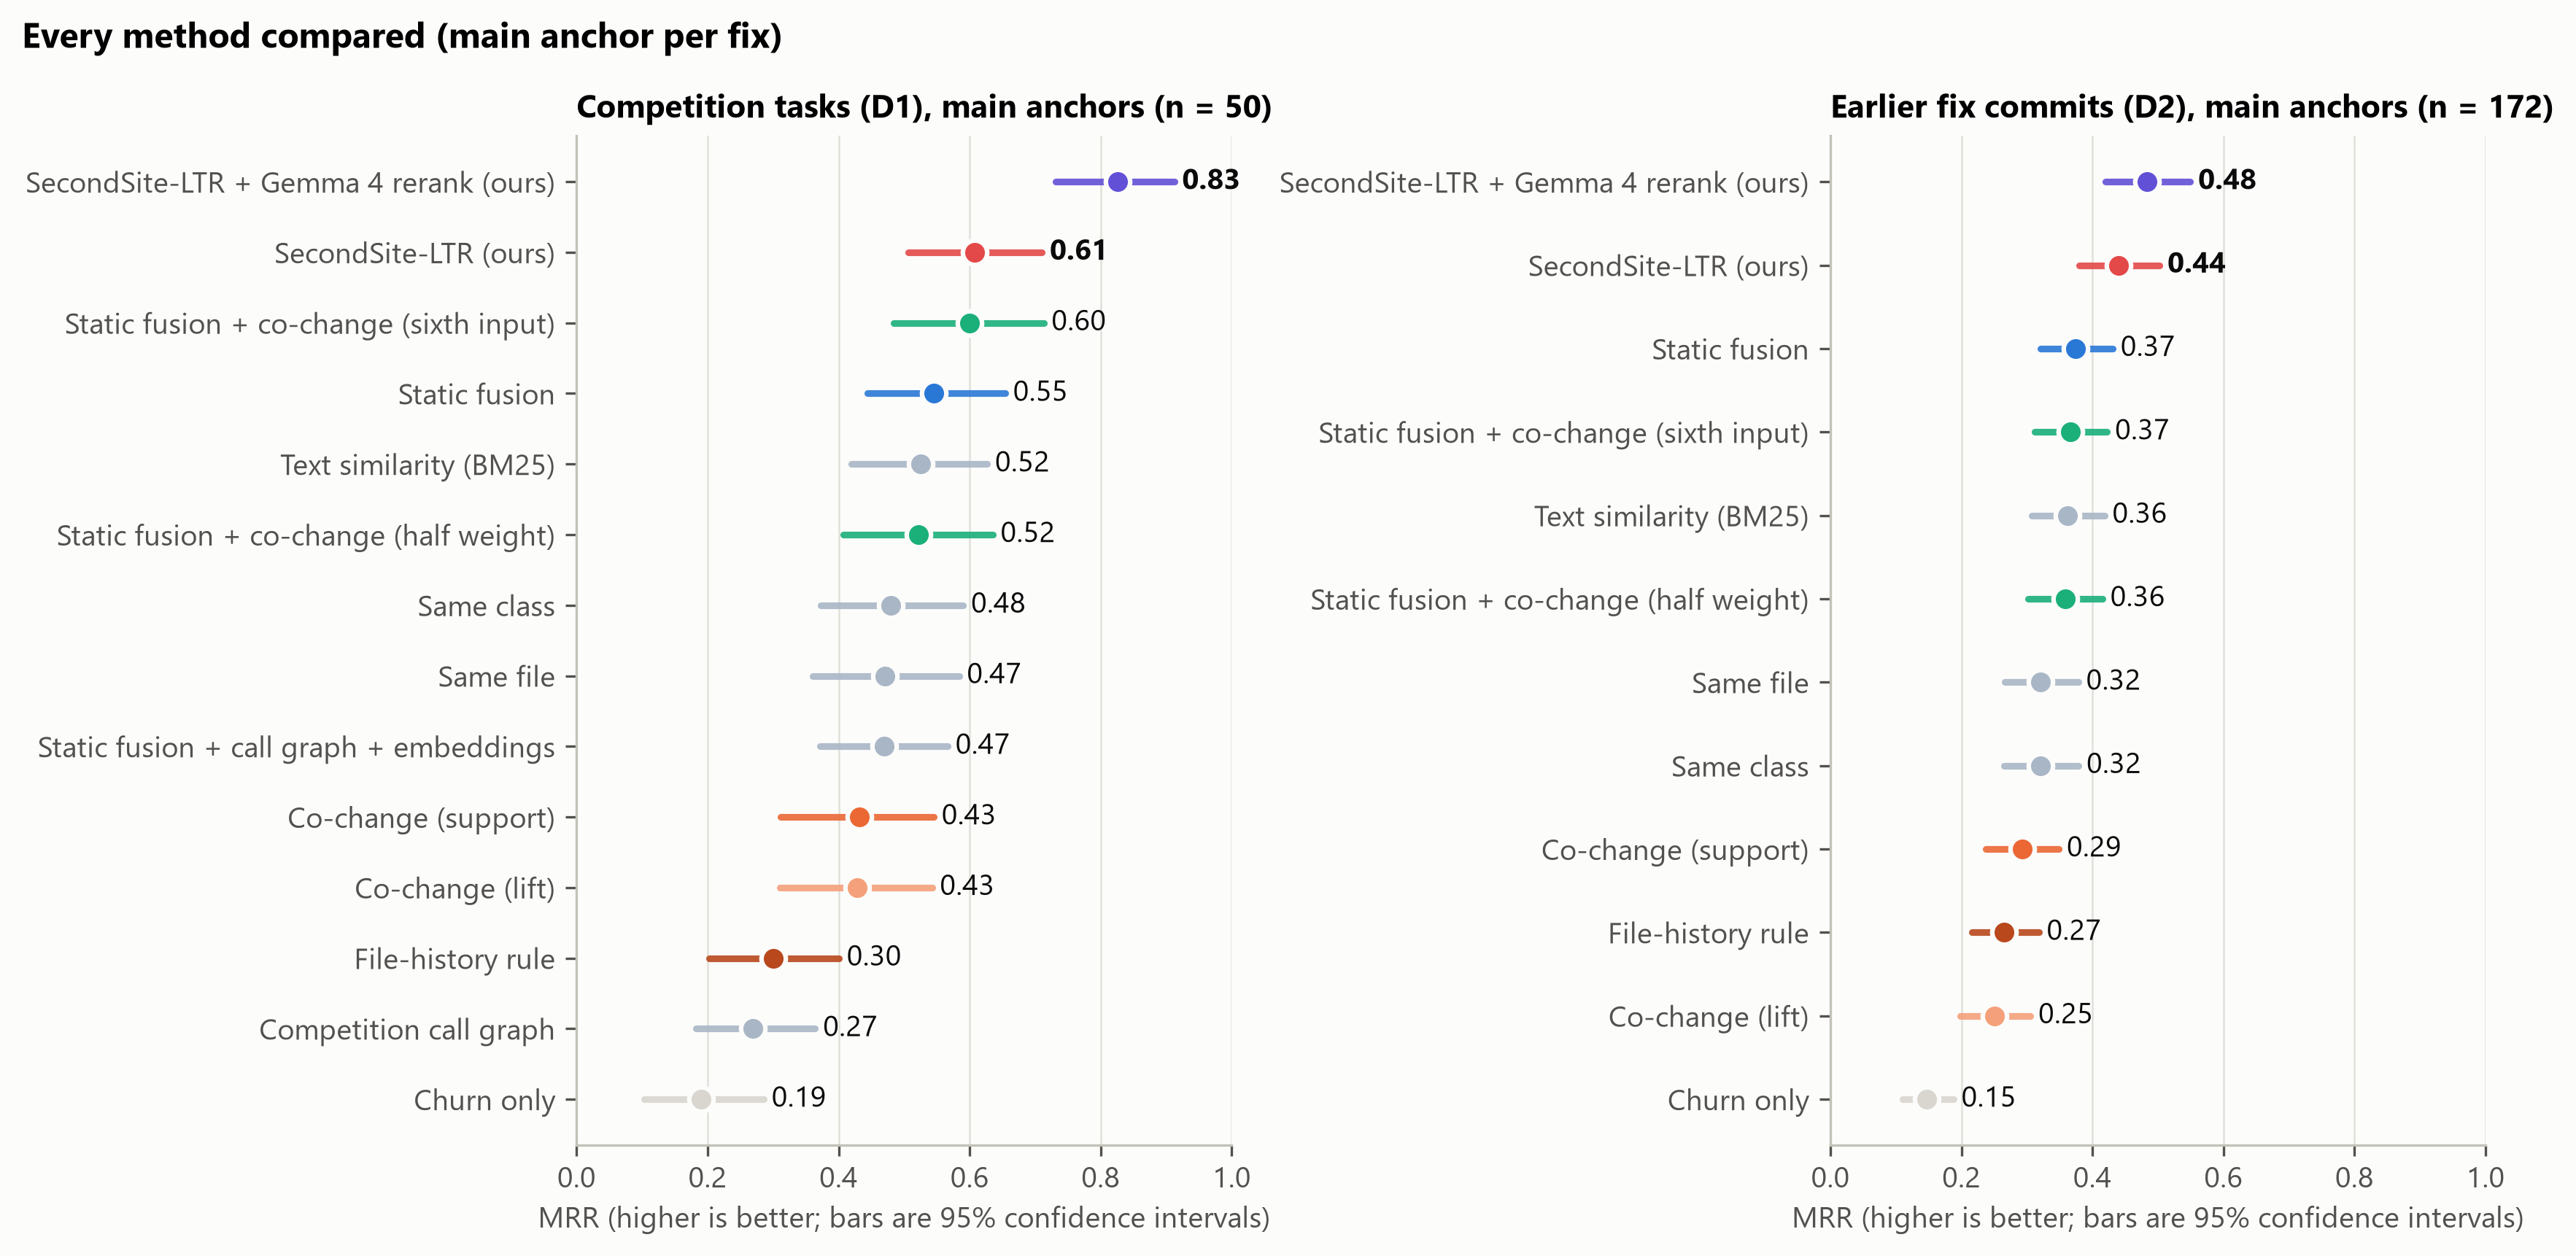 Every method compared (main anchor per fix)
Competition tasks (D1), main anchors (n = 50)
SecondSite-LTR + Gemma 4 rerank (ours)
0.83
SecondSite-LTR (ours)
0.61
Static fusion + co-change (sixth input)
0.60
Static fusion
0.55
Text similarity (BM25)
0.52
Static fusion + co-change (half weight)
0.52
Same class
0.48
Same file
0.47
Static fusion + call graph + embeddings
0.47
Co-change (support)
0.43
Co-change (lift)
0.43
File-history rule
0.30
Competition call graph
0.27
Churn only
0.19
0.0 0.2 0.4 0.6 0.8 1.0
MRR (higher is better; bars are 95% confidence intervals)
Earlier fix commits (D2), main anchors (n = 172)
SecondSite-LTR + Gemma 4 rerank (ours)
0.48
SecondSite-LTR (ours)
0.44
Static fusion
0.37
Static fusion + co-change (sixth input)
0.37
Text similarity (BM25)
0.36
Static fusion + co-change (half weight)
0.36
Same file
0.32
Same class
0.32
Co-change (support)
0.29
File-history rule
0.27
Co-change (lift)
0.25
Churn only
0.15
0.0 0.2 0.4 0.6 0.8 1.0
MRR (higher is better; bars are 95% confidence intervals)